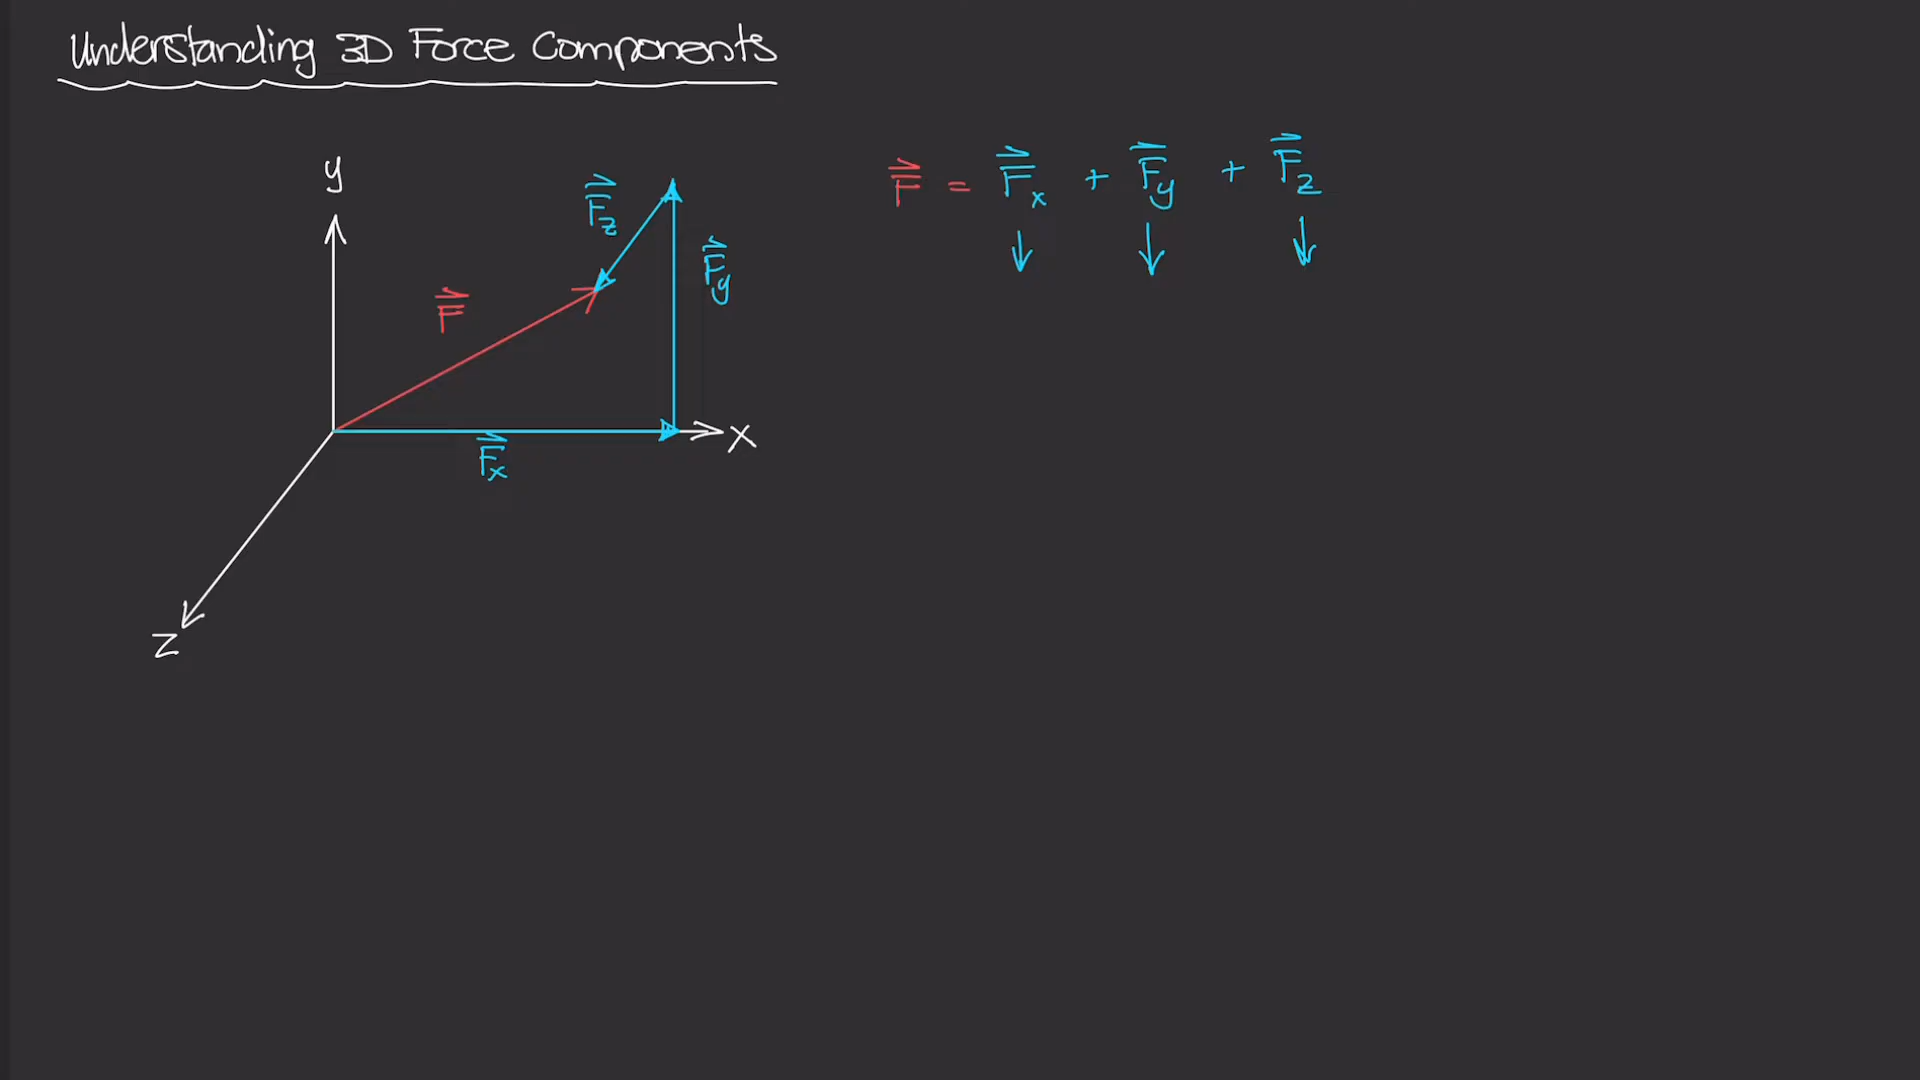 Understanding 3D Force Components
y
F⃗z
F⃗y
F⃗
x
F⃗x
z
F⃗ = F⃗x + F⃗y + F⃗z
↓ ↓ ↓